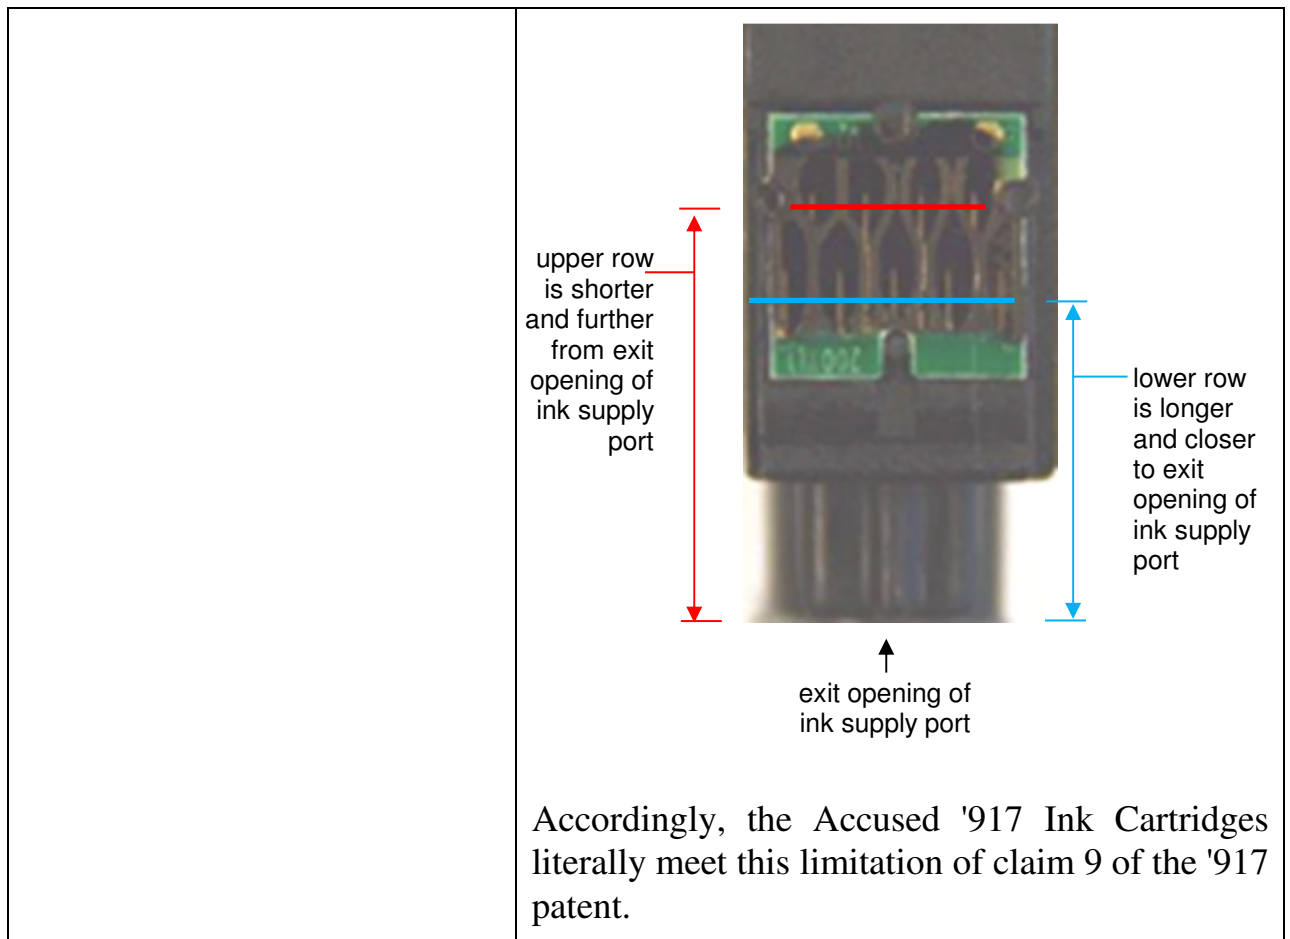 upper row
is shorter
and further
from exit
opening of
ink supply
port
lower row
is longer
and closer
to exit
opening of
ink supply
port
exit opening of
ink supply port
Accordingly, the Accused '917 Ink Cartridges
literally meet this limitation of claim 9 of the '917
patent.